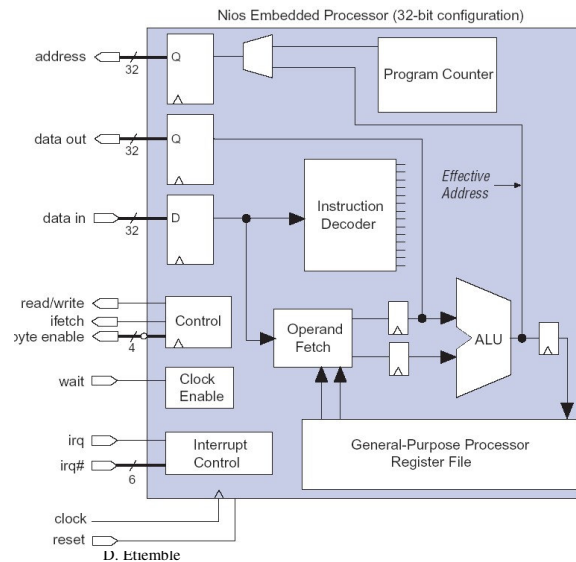 Nios Embedded Processor (32-bit configuration)
address
32
Q
Program Counter
data out
32
Q
Effective
Address
data in
32
D
Instruction
Decoder
read/write
ifetch
byte enable
4
Control
Operand
Fetch
ALU
wait
Clock
Enable
irq
irq#
6
Interrupt
Control
General-Purpose Processor
Register File
clock
reset
D. Etiemble